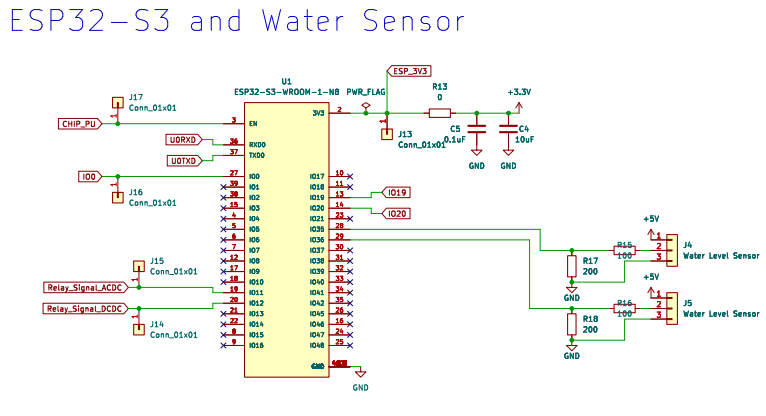 ESP32-S3 and Water Sensor
U1
ESP32-S3-WROOM-1-N8
PWR_FLAG
ESP_3V3
R13
0
+3.3V
C5
0.1uF
C4
10uF
GND
GND
J13
Conn_01x01
1
J17
Conn_01x01
1
CHIP_PU
U0RXD
U0TXD
IO0
J16
Conn_01x01
1
J15
Conn_01x01
1
Relay_Signal_ACDC
Relay_Signal_DCDC
J14
Conn_01x01
1
3 EN
36 RXD0
37 TXD0
27 IO0
39 IO1
38 IO2
15 IO3
4 IO4
5 IO5
6 IO6
7 IO7
12 IO8
17 IO9
18 IO10
19 IO11
20 IO12
21 IO13
22 IO14
8 IO15
9 IO16
3V3 2
IO17 10
IO18 11
IO19 13
IO20 14
IO21 23
IO35 28
IO36 29
IO37 30
IO38 31
IO39 32
IO40 33
IO41 34
IO42 35
IO45 26
IO46 16
IO47 24
IO48 25
GND
GND
IO19
IO20
R17
200
GND
R15
100
+5V
1
2
3
J4
Water Level Sensor
R18
200
GND
R16
100
+5V
1
2
3
J5
Water Level Sensor